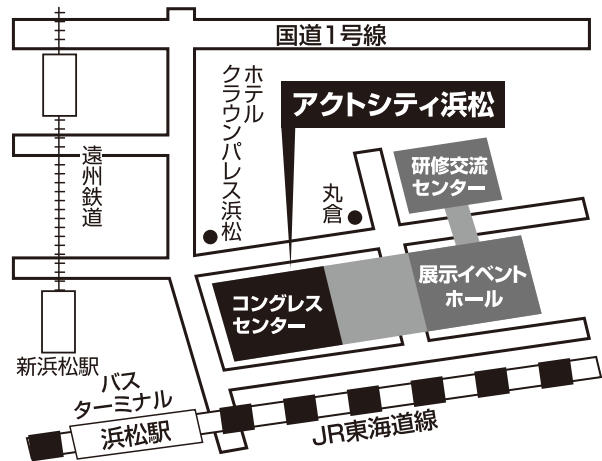 国道1号線
ホテル
クラウンパレス浜松
アクトシティ浜松
遠州鉄道
丸倉
研修交流
センター
展示イベント
ホール
コングレス
センター
新浜松駅
バス
ターミナル
浜松駅
JR東海道線